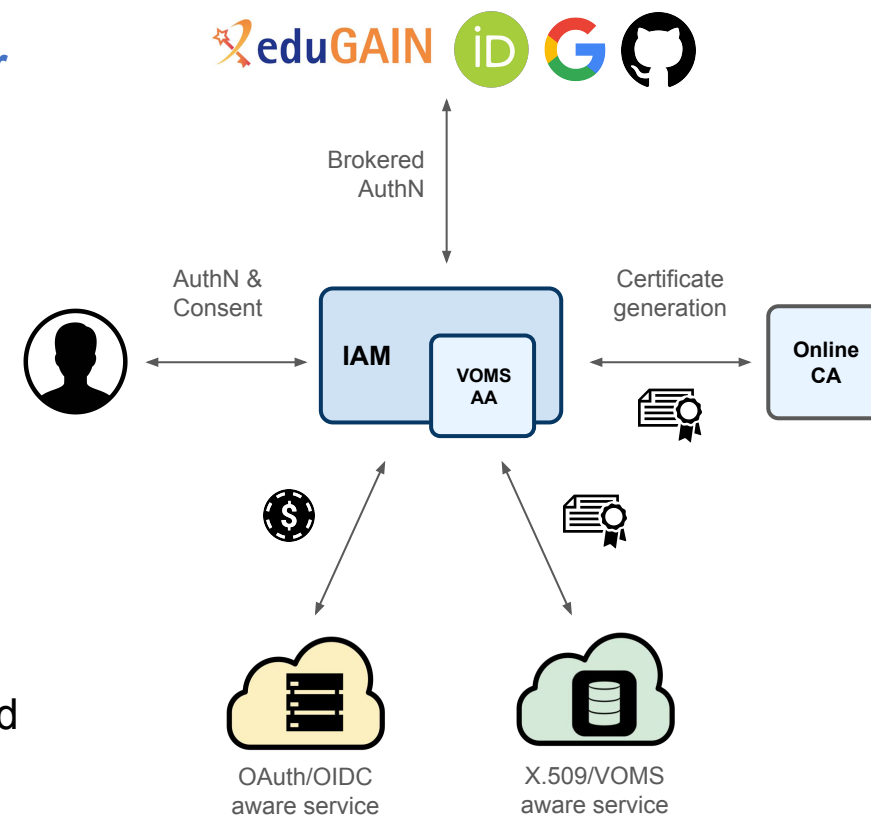 r
eduGAIN iD G
Brokered
AuthN
AuthN &
Consent
Certificate
generation
IAM
VOMS
AA
Online
CA
$
d
OAuth/OIDC
aware service
X.509/VOMS
aware service